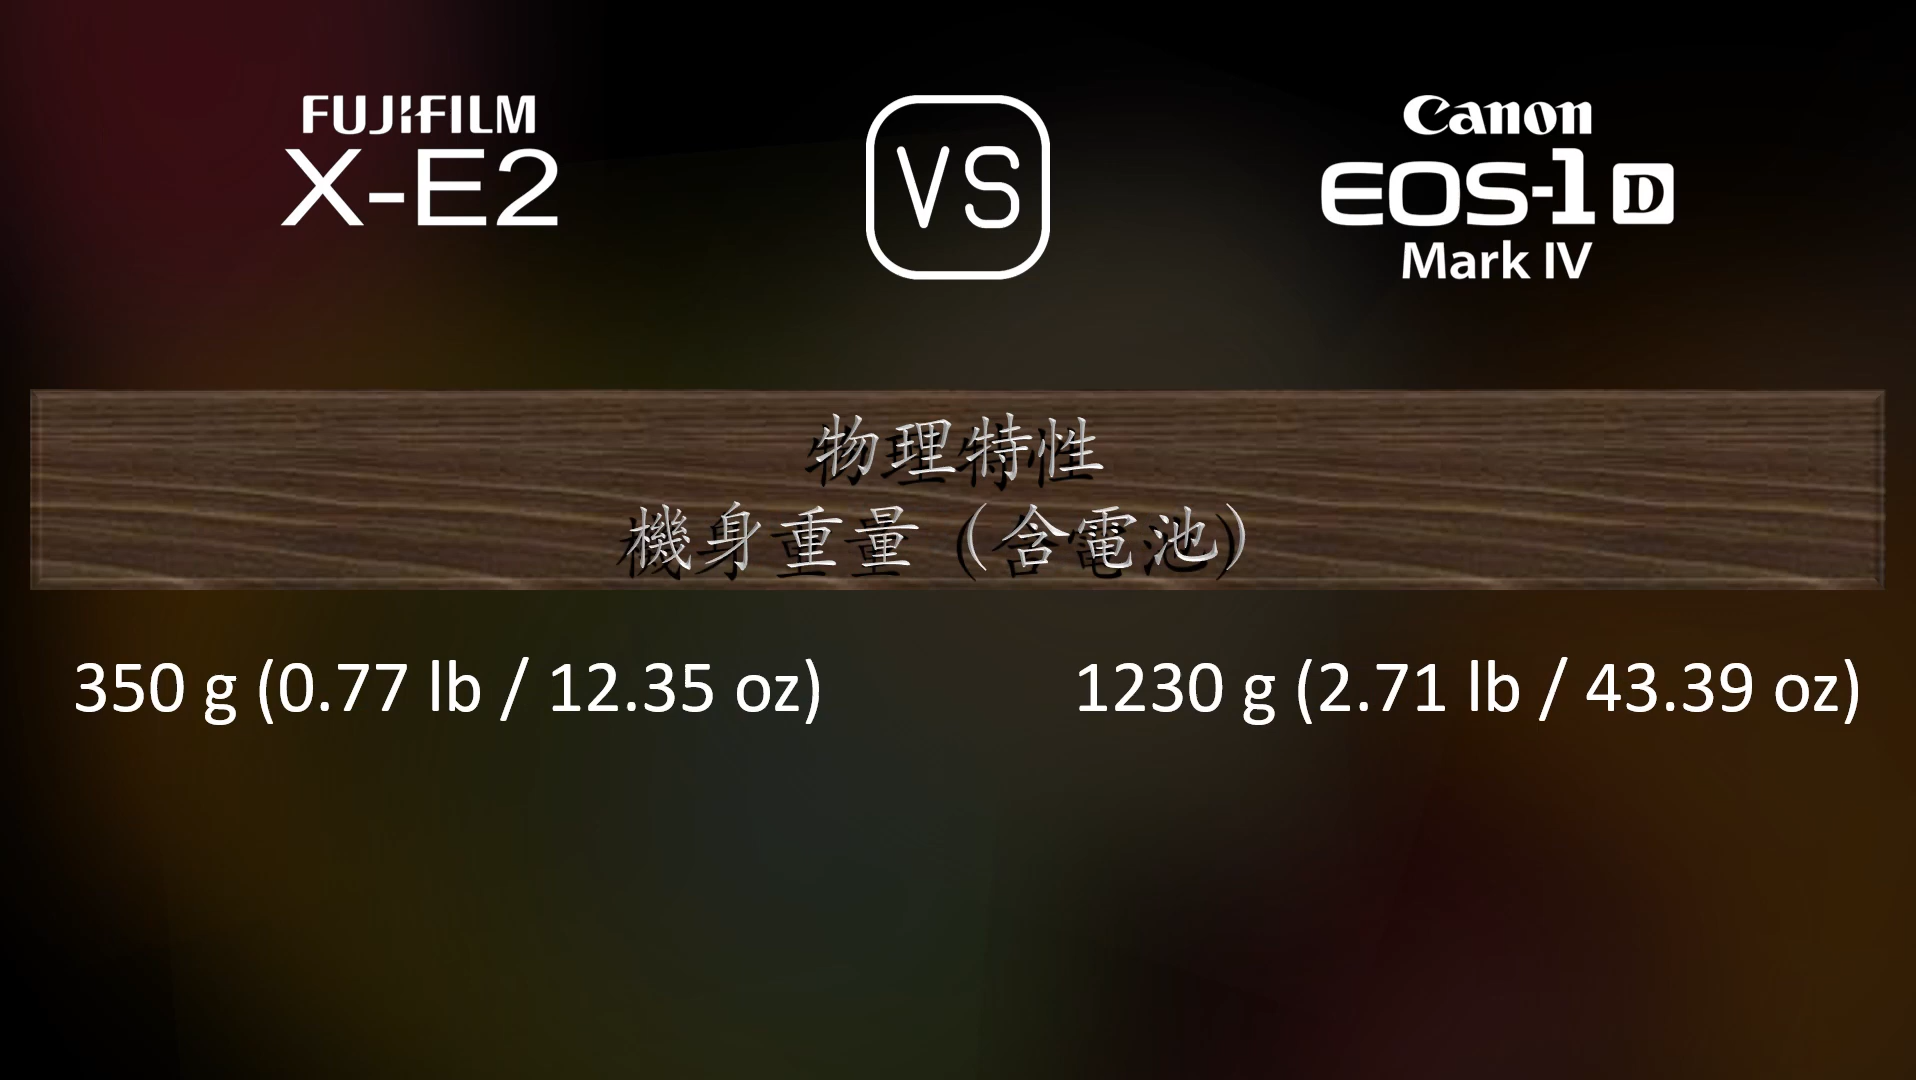 FUJIFILM
X-E2
VS
Canon
EOS-1 D
Mark IV
物理特性
機身重量 (含電池)
350 g (0.77 lb / 12.35 oz)
1230 g (2.71 lb / 43.39 oz)